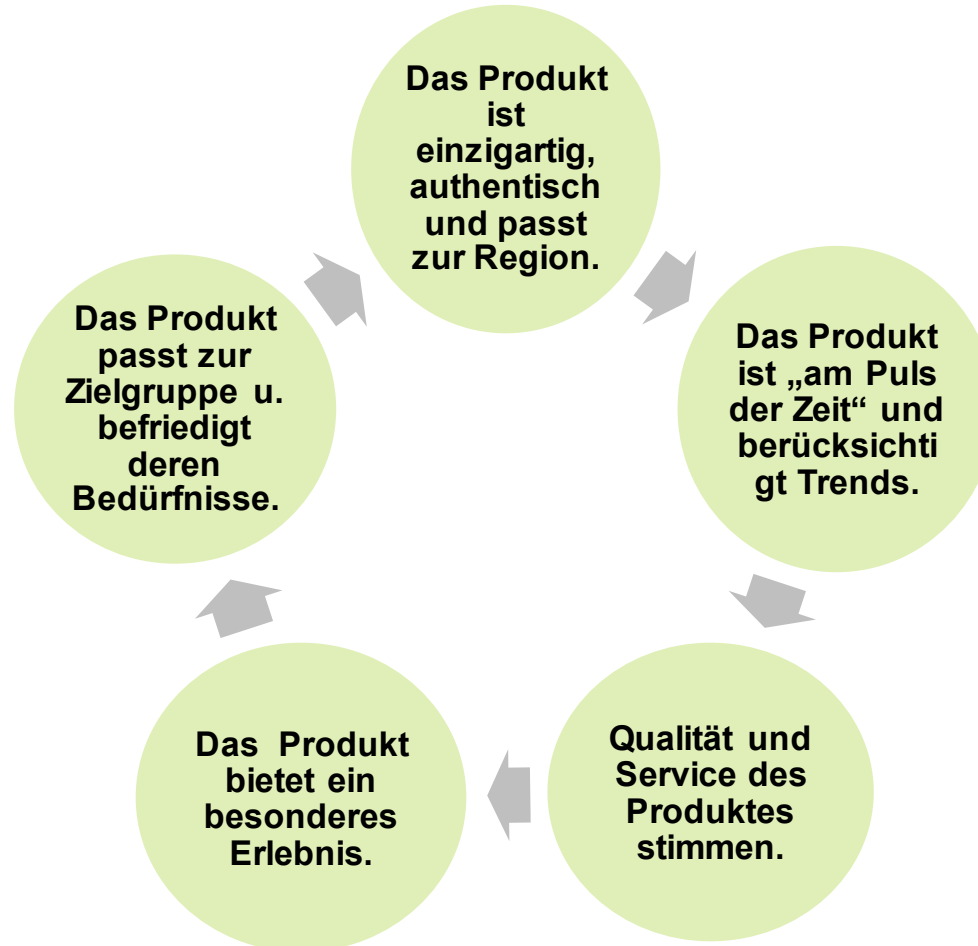 Das Produkt
ist
einzigartig,
authentisch
und passt
zur Region.
Das Produkt
ist „am Puls
der Zeit“ und
berücksichti
gt Trends.
Qualität und
Service des
Produktes
stimmen.
Das Produkt
bietet ein
besonderes
Erlebnis.
Das Produkt
passt zur
Zielgruppe u.
befriedigt
deren
Bedürfnisse.